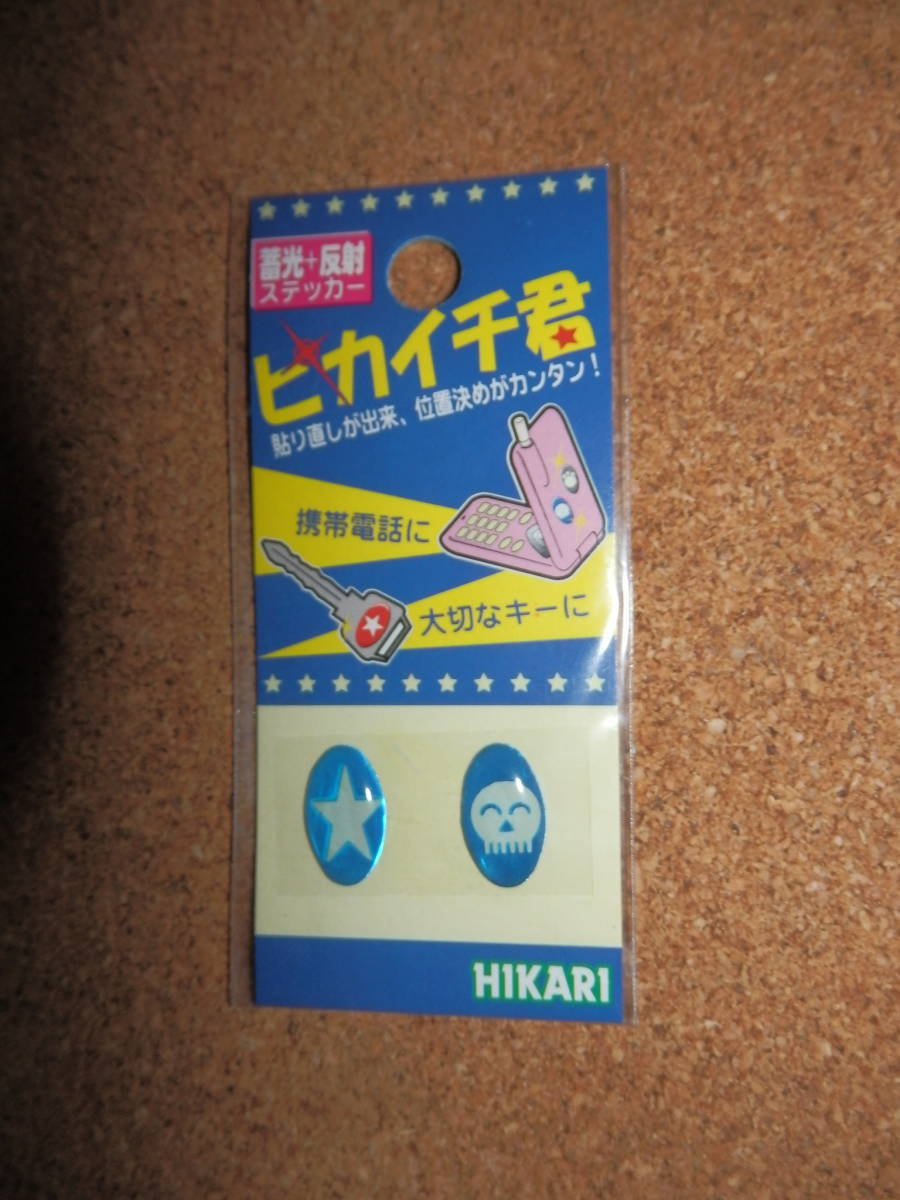 蓄光+反射
ステッカー
ピカイチ君
貼り直しが出来、位置決めがカンタン!
携帯電話に
大切なキーに
HIKARI